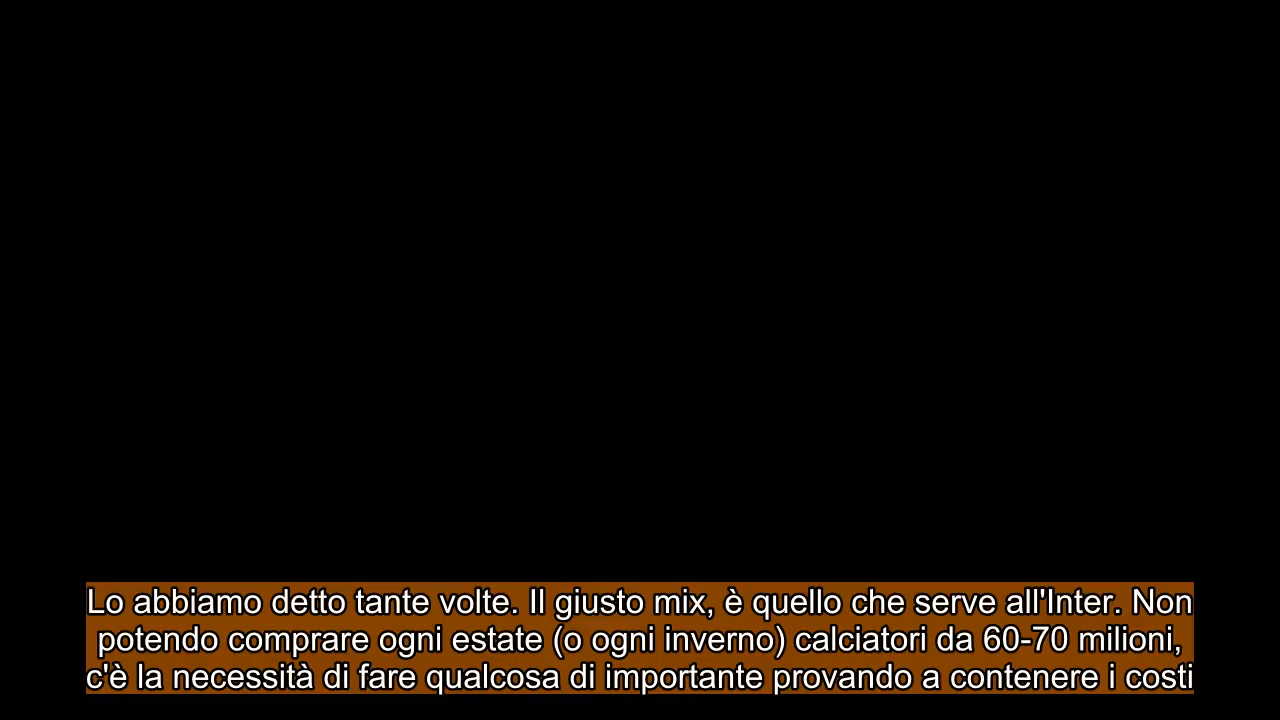 Lo abbiamo detto tante volte. Il giusto mix, è quello che serve all'Inter. Non
potendo comprare ogni estate (o ogni inverno) calciatori da 60-70 milioni,
c'è la necessità di fare qualcosa di importante provando a contenere i costi